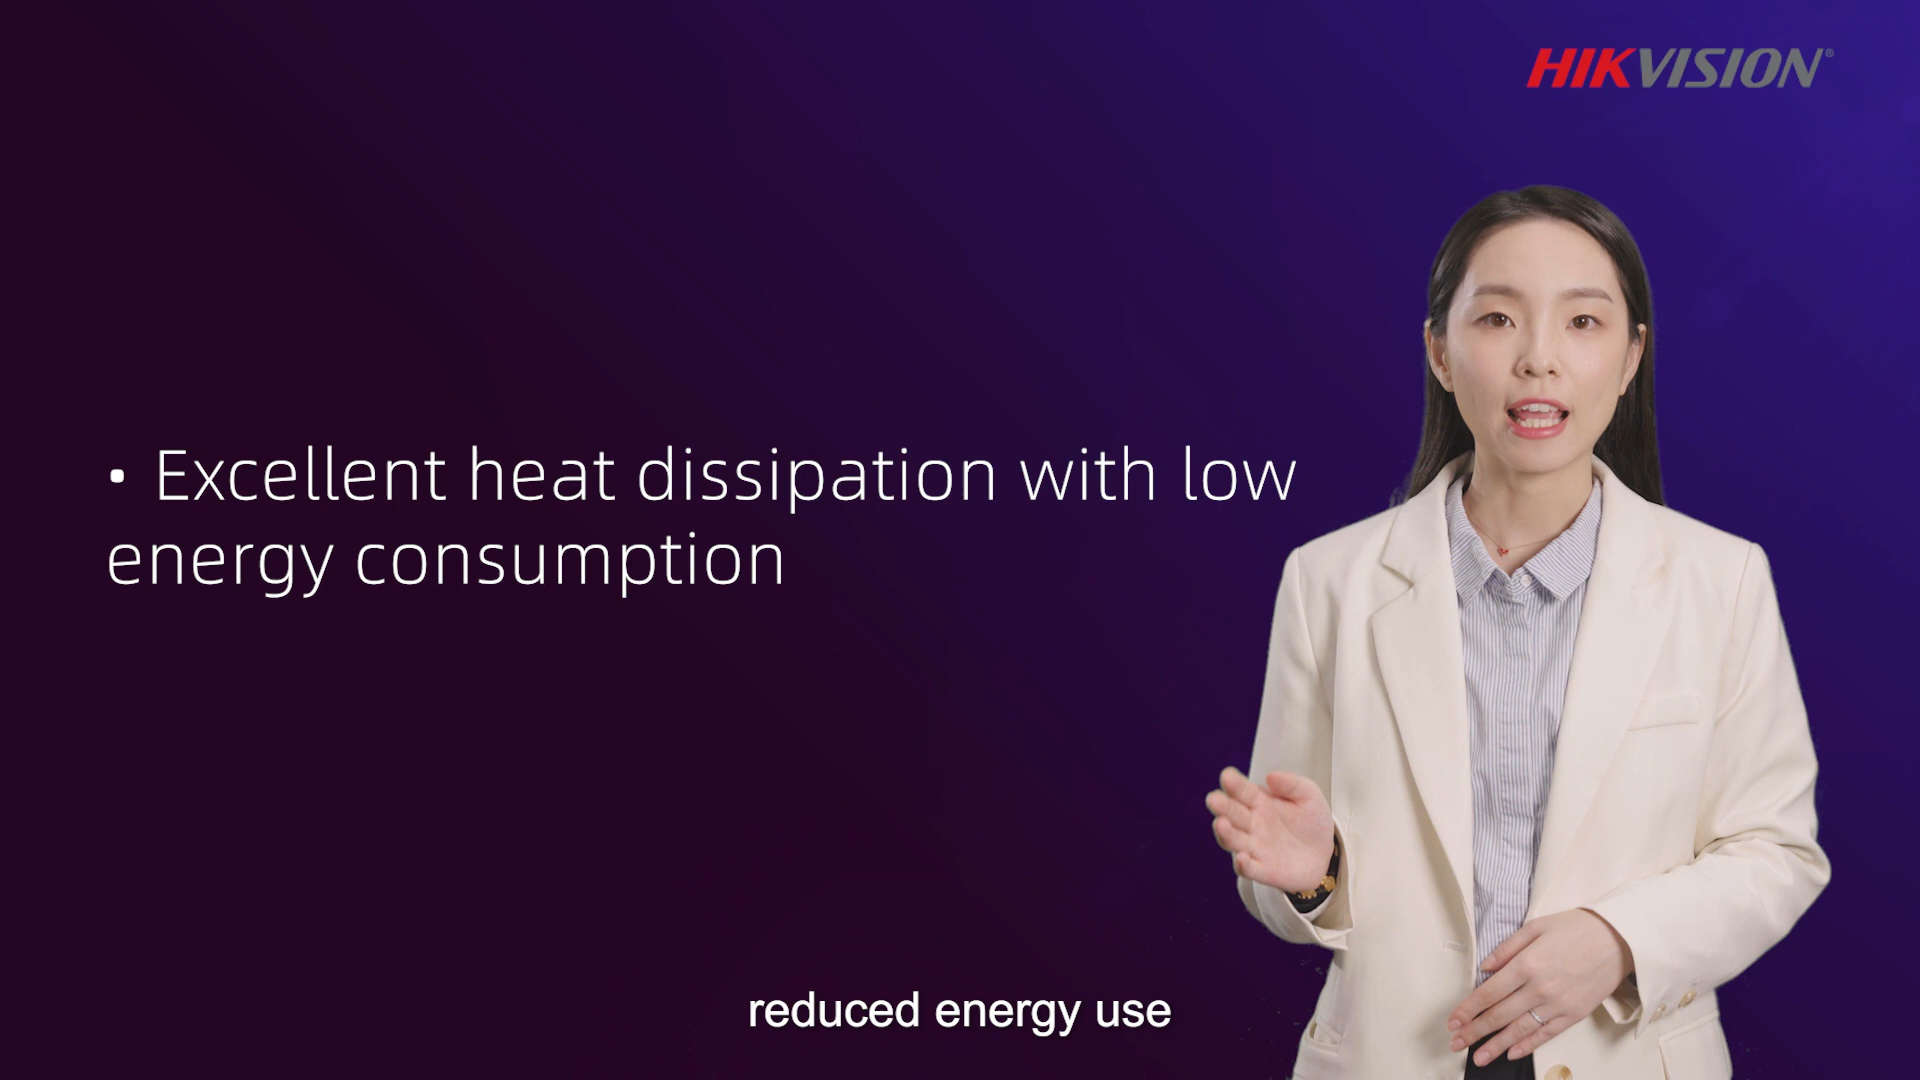 HIKVISION®
• Excellent heat dissipation with low
energy consumption
reduced energy use